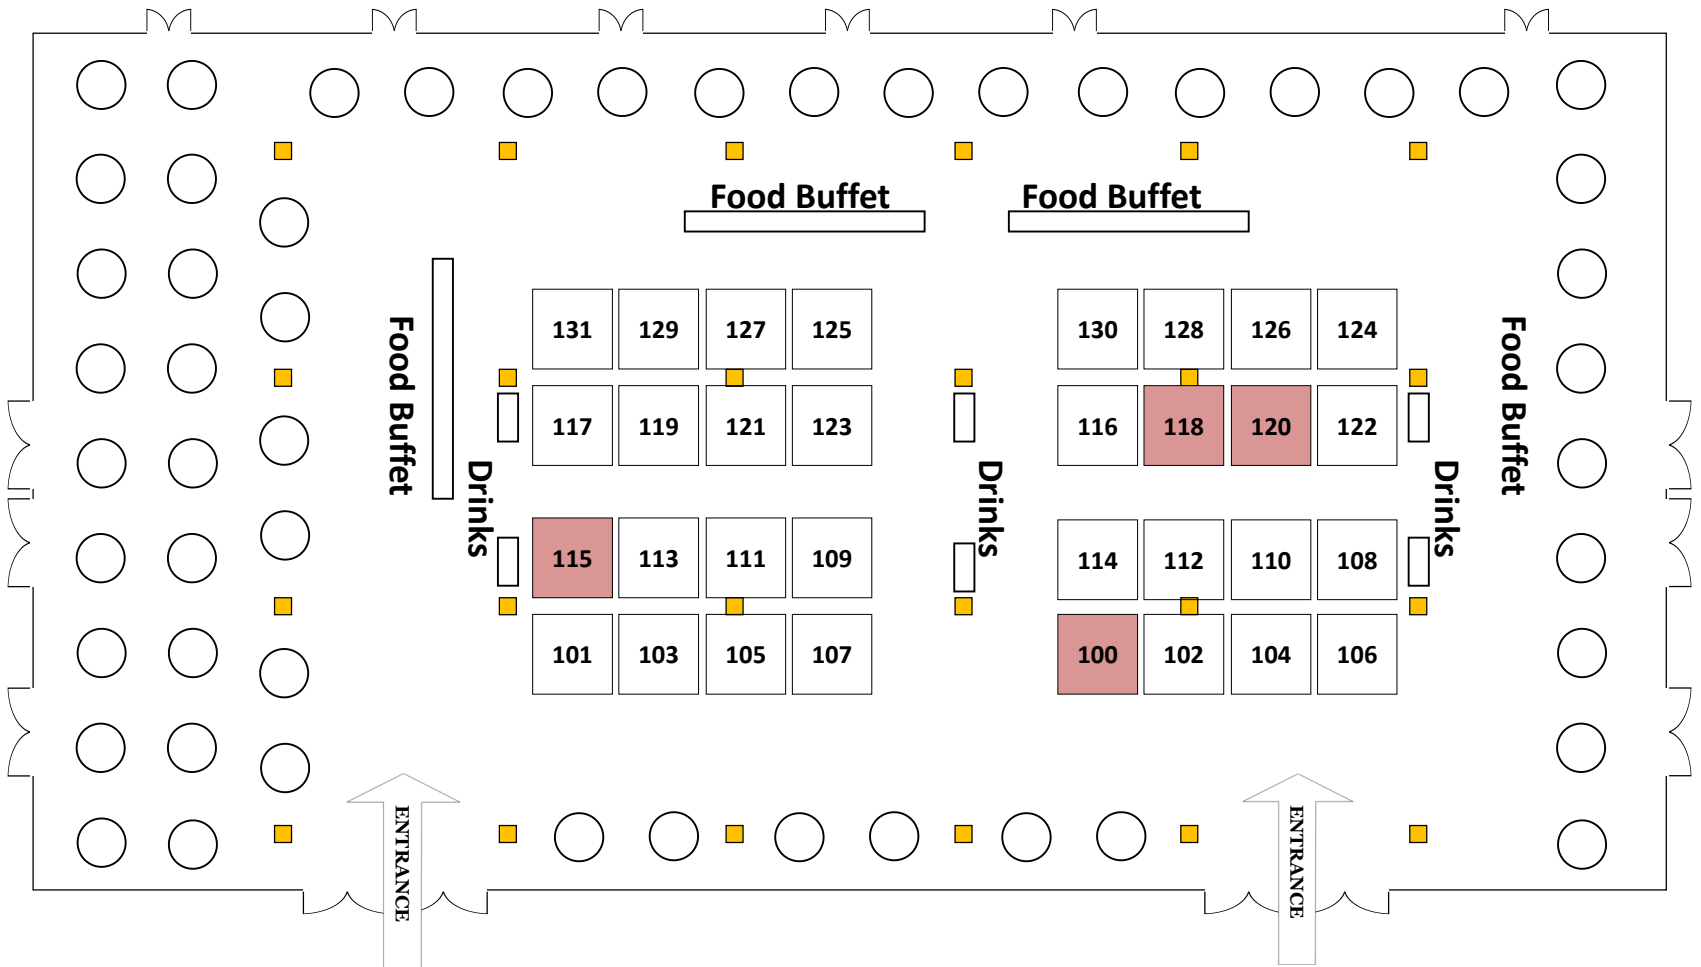 Food Buffet Food Buffet
Food Buffet
Food Buffet
131 129 127 125
130 128 126 124
117 119 121 123
116 118 120 122
Drinks
Drinks
Drinks
115 113 111 109
114 112 110 108
101 103 105 107
100 102 104 106
ENTRANCE
ENTRANCE